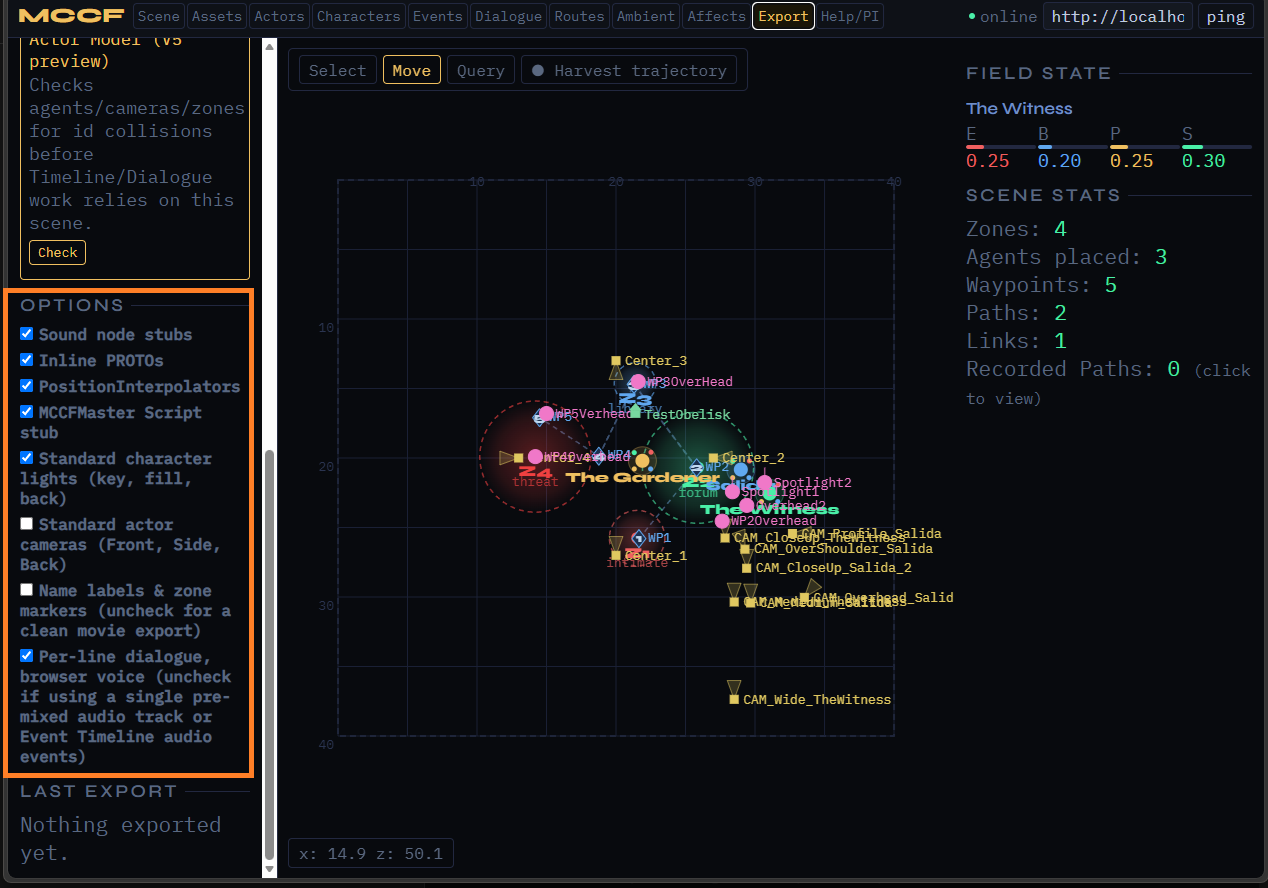 MCCF
Scene
Assets
Actors
Characters
Events
Dialogue
Routes
Ambient
Affects
Export
Help/PI
online
http://localho
ping
Actor Model (V5
preview)
Checks
agents/cameras/zones
for id collisions
before
Timeline/Dialogue
work relies on this
scene.
Check
OPTIONS
Sound node stubs
Inline PROTOs
PositionInterpolators
MCCFMaster Script
stub
Standard character
lights (key, fill,
back)
Standard actor
cameras (Front, Side,
Back)
Name labels & zone
markers (uncheck for a
clean movie export)
Per-line dialogue,
browser voice (uncheck
if using a single pre-
mixed audio track or
Event Timeline audio
events)
LAST EXPORT
Nothing exported
yet.
Select
Move
Query
Harvest trajectory
10
20
30
40
10
20
30
40
Center_3
WP3OverHead
Z3
library
TestObelisk
WP5
WP4
Z4
threat
The Gardener
Center_2
WP2
forum
Spotlight2
Spotlight1
Overhead2
The Witness
WP2Overhead
WP1
Center_1
intimate
CAM_Profile_Salida
CAM_CloseUp_TheWitness
CAM_OverShoulder_Salida
CAM_CloseUp_Salida_2
CAM_Overhead_Salid
CAM_Wide_TheWitness
x: 14.9 z: 50.1
FIELD STATE
The Witness
E B P S
0.25 0.20 0.25 0.30
SCENE STATS
Zones: 4
Agents placed: 3
Waypoints: 5
Paths: 2
Links: 1
Recorded Paths: 0 (click
to view)